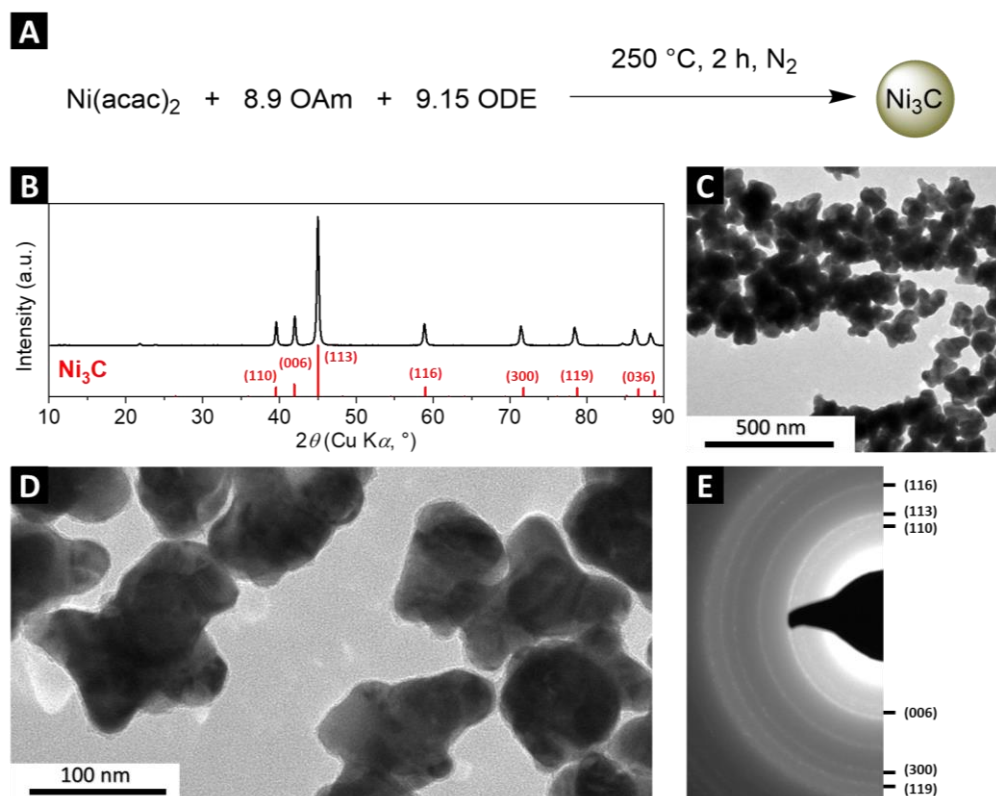 A
250 °C, 2 h, N₂
Ni(acac)₂ + 8.9 OAm + 9.15 ODE
Ni₃C
B
Intensity (a.u.)
Ni₃C
(110)
(006)
(113)
(116)
(300)
(119)
(036)
10 20 30 40 50 60 70 80 90
2θ (Cu Kα, °)
C
500 nm
D
100 nm
E
(116)
(113)
(110)
(006)
(300)
(119)